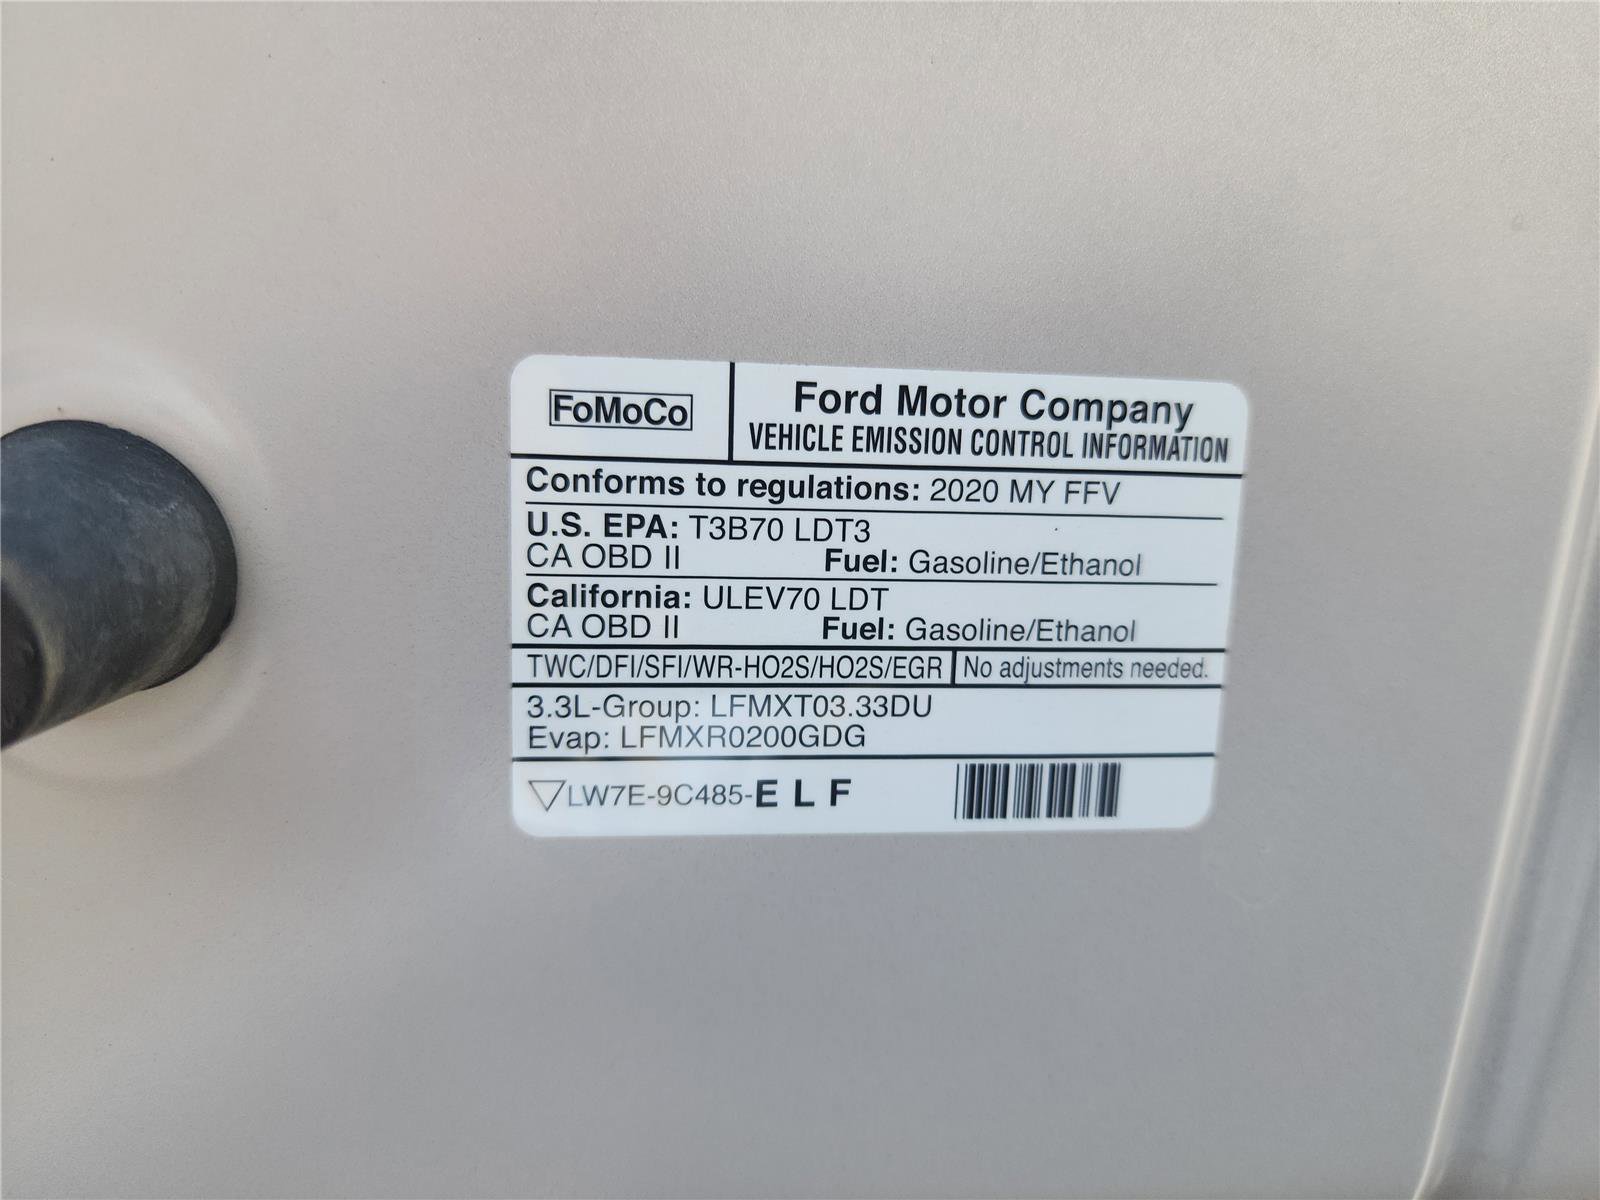 FoMoCo
Ford Motor Company
VEHICLE EMISSION CONTROL INFORMATION
Conforms to regulations: 2020 MY FFV
U.S. EPA: T3B70 LDT3
CA OBD II Fuel: Gasoline/Ethanol
California: ULEV70 LDT
CA OBD II Fuel: Gasoline/Ethanol
TWC/DFI/SFI/WR-HO2S/HO2S/EGR No adjustments needed.
3.3L-Group: LFMXT03.33DU
Evap: LFMXR0200GDG
LW7E-9C485-E L F